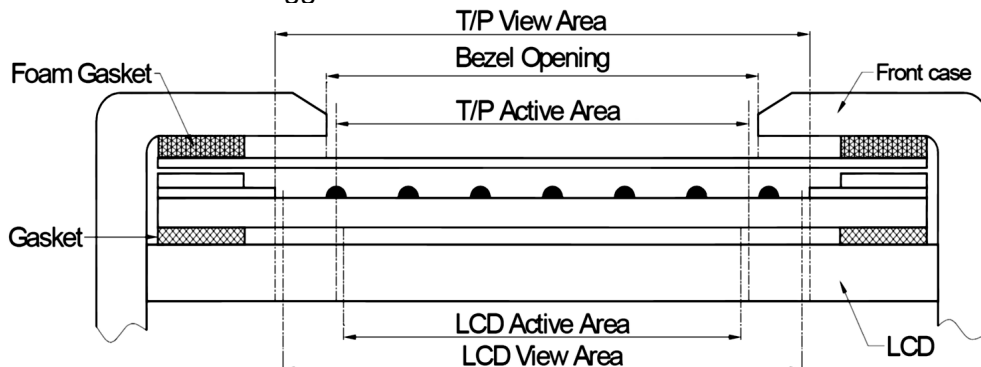 T/P View Area
Bezel Opening
Foam Gasket
Front case
T/P Active Area
Gasket
LCD Active Area
LCD
LCD View Area